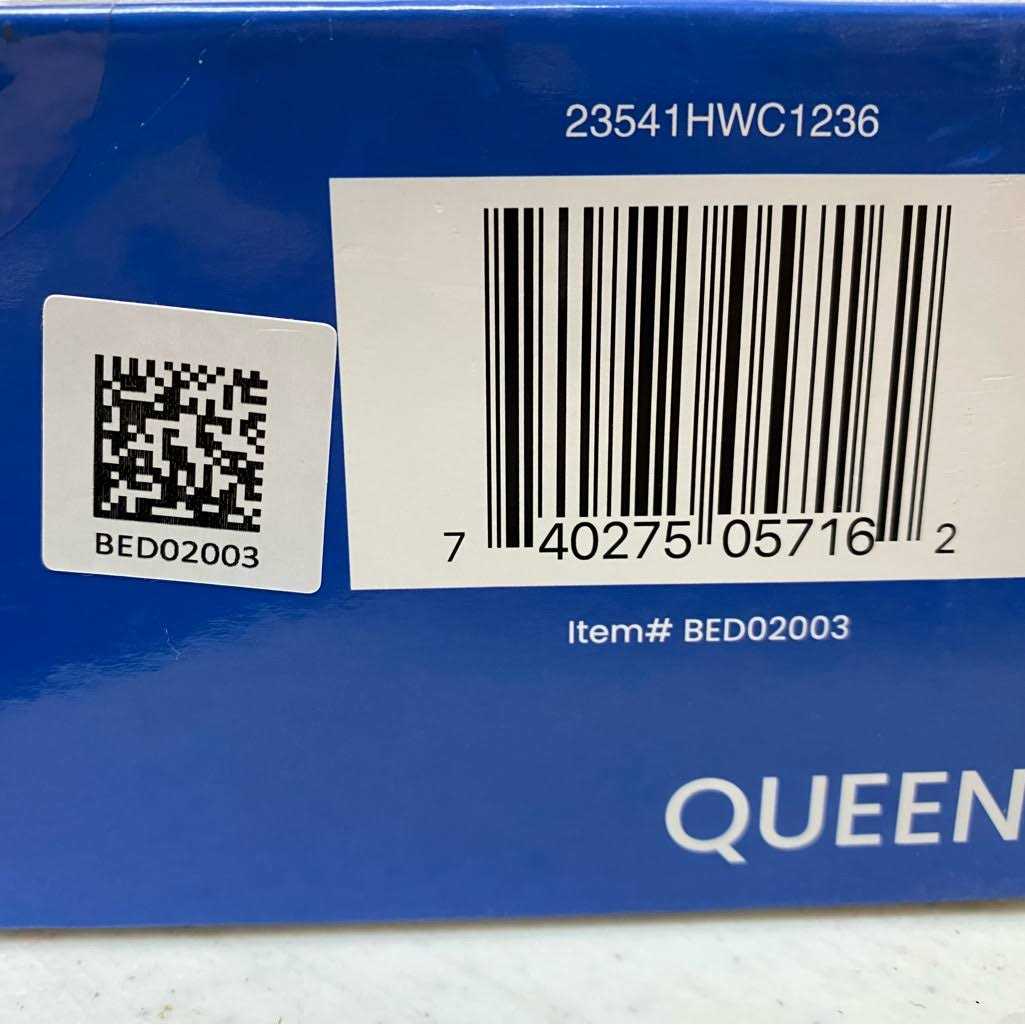 23541HWC1236
7 40275 05716 2
BED02003
Item# BED02003
QUEEN